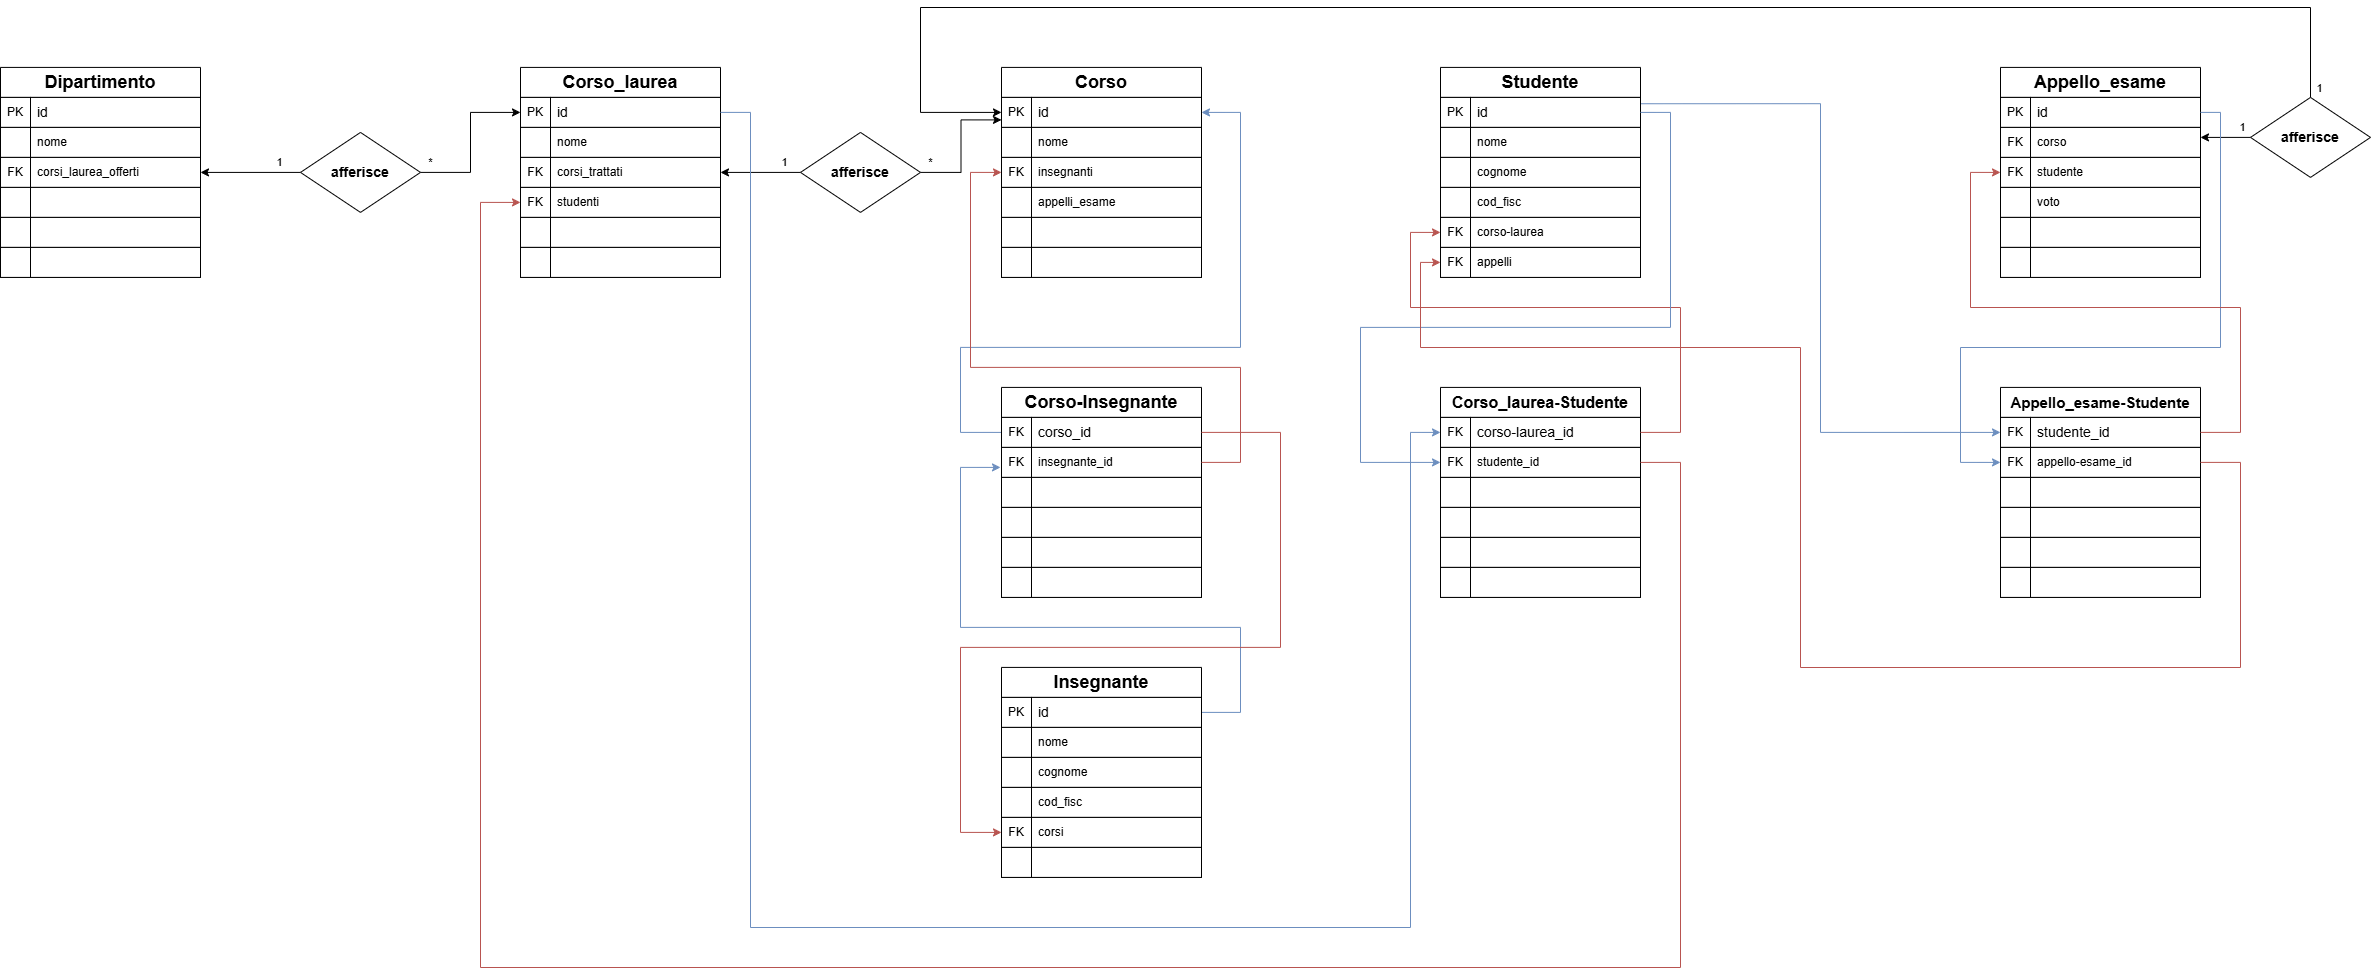 Dipartimento
PK id
nome
FK corsi_laurea_offerti
1
afferisce
*
Corso_laurea
PK id
nome
FK corsi_trattati
FK studenti
1
afferisce
*
Corso
PK id
nome
FK insegnanti
appelli_esame
Studente
PK id
nome
cognome
cod_fisc
FK corso-laurea
FK appelli
Appello_esame
PK id
FK corso
FK studente
voto
1
1
afferisce
Corso-Insegnante
FK corso_id
FK insegnante_id
Corso_laurea-Studente
FK corso-laurea_id
FK studente_id
Appello_esame-Studente
FK studente_id
FK appello-esame_id
Insegnante
PK id
nome
cognome
cod_fisc
FK corsi